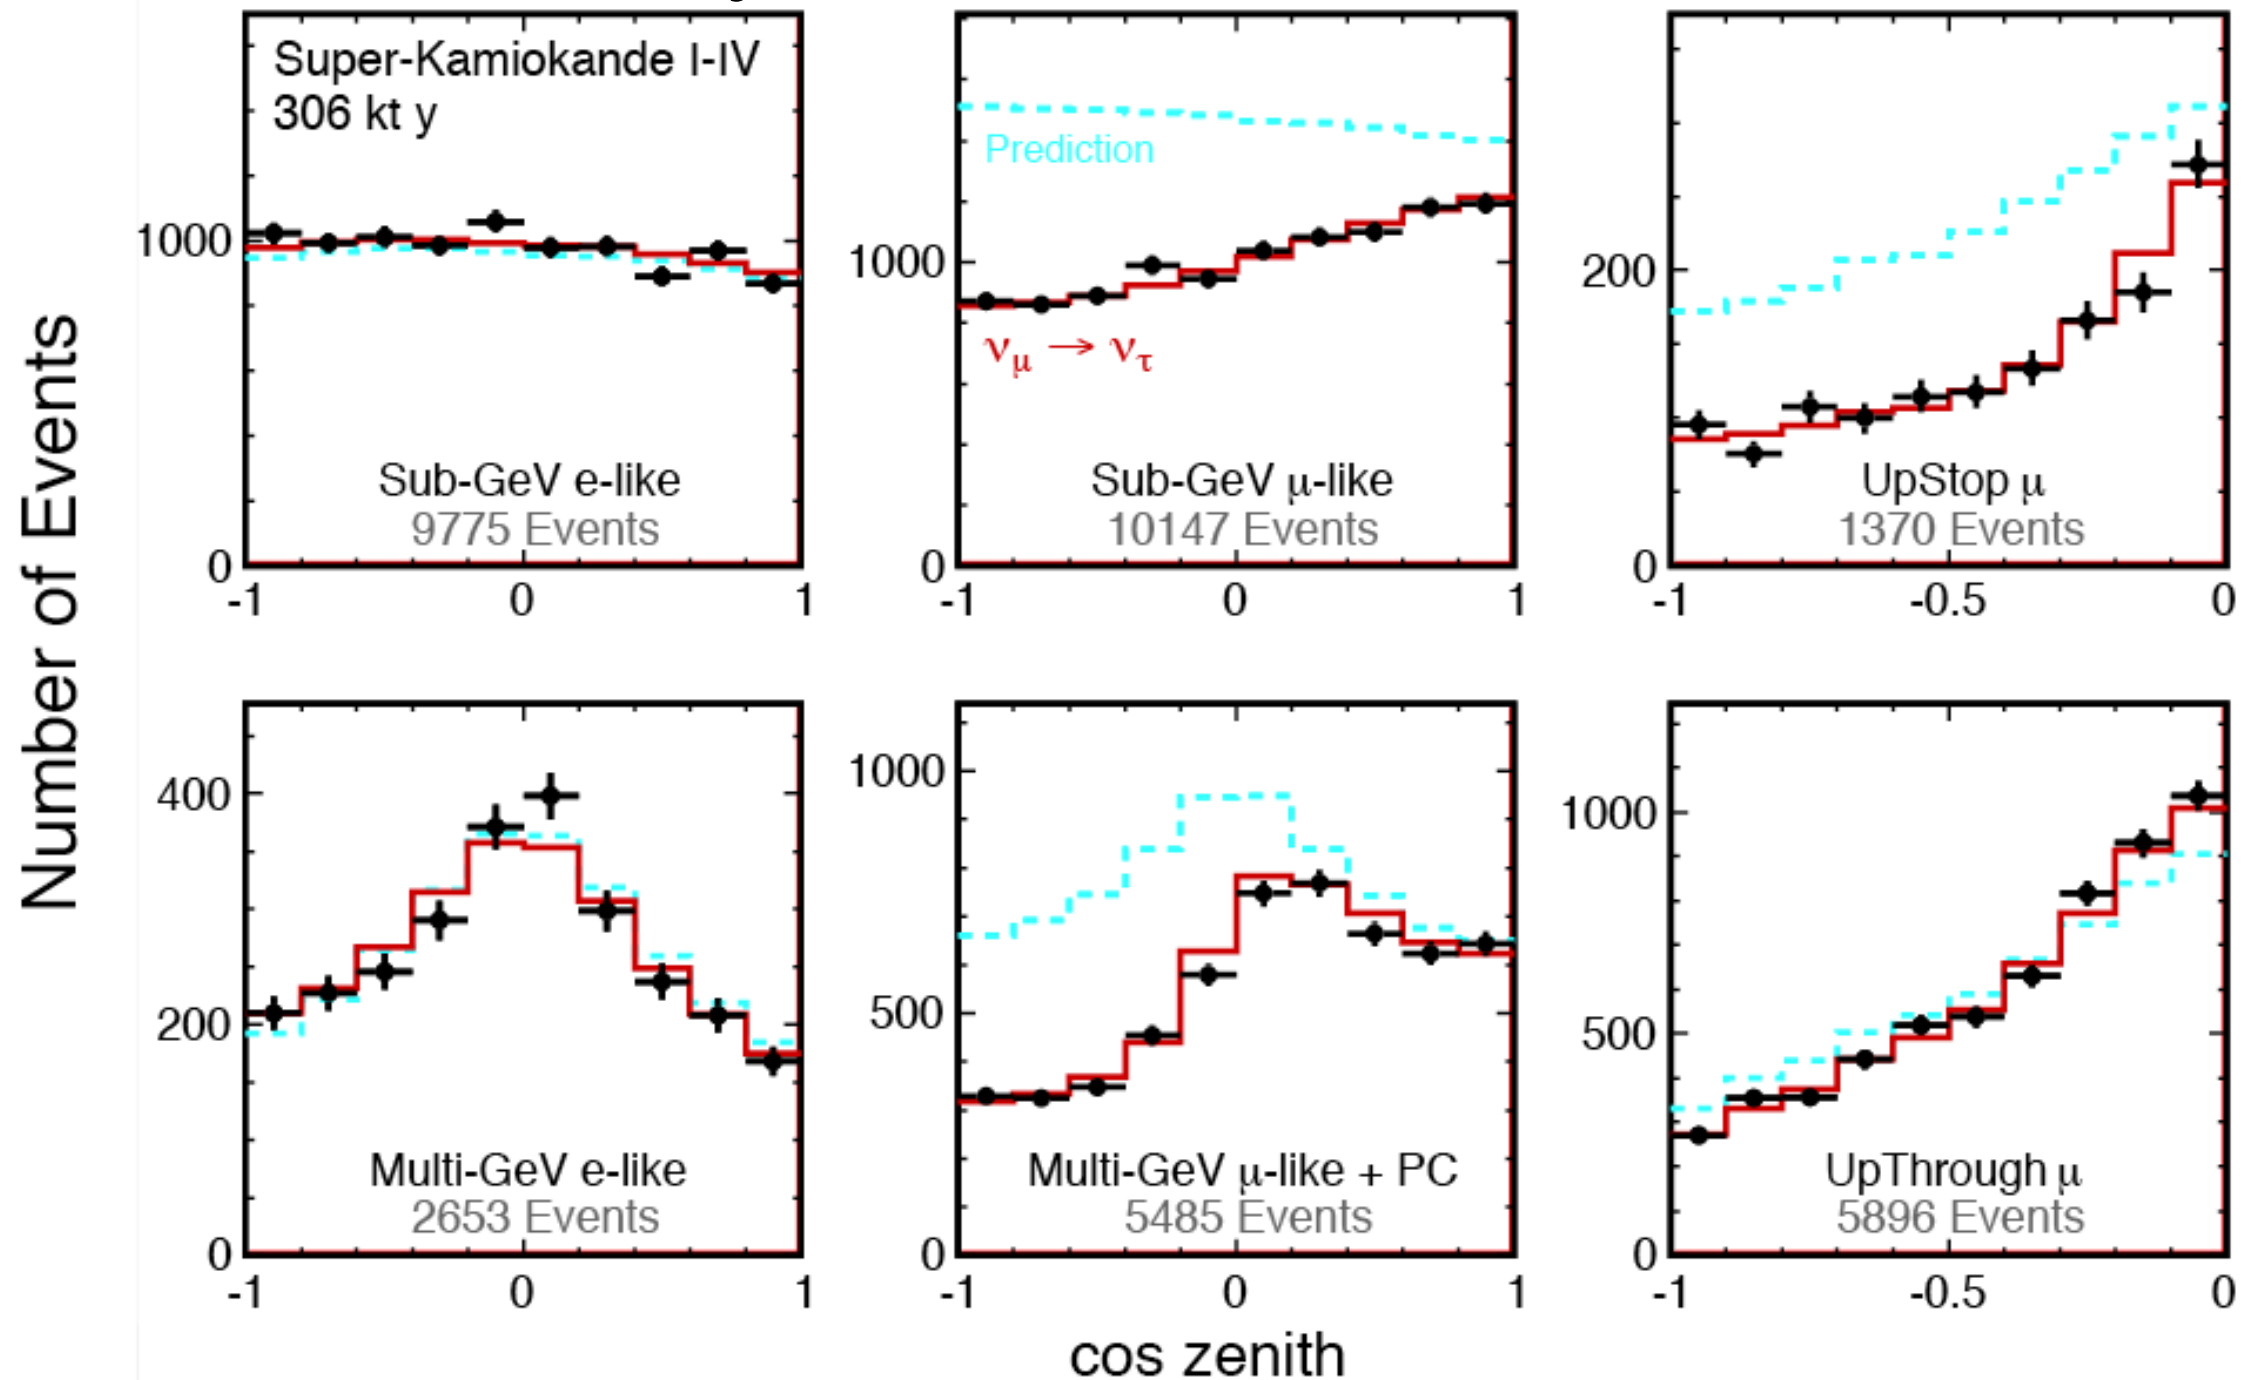 Number of Events
Super-Kamiokande I-IV
306 kt y
1000
0
Sub-GeV e-like
9775 Events
-1 0 1
Prediction
1000
νμ → ντ
0
Sub-GeV μ-like
10147 Events
-1 0 1
200
0
UpStop μ
1370 Events
-1 -0.5 0
400
200
0
Multi-GeV e-like
2653 Events
-1 0 1
1000
500
0
Multi-GeV μ-like + PC
5485 Events
-1 0 1
1000
500
0
UpThrough μ
5896 Events
-1 -0.5 0
cos zenith